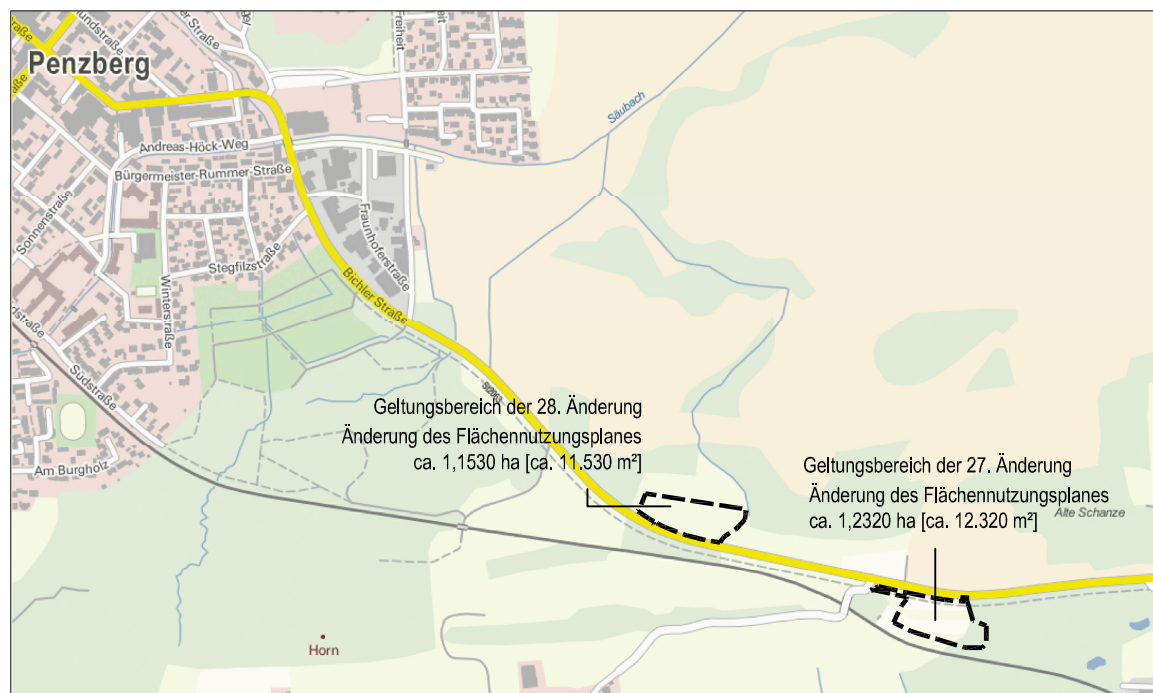 Penzberg
Freiheit
Säubach
Andreas-Höck-Weg
Bürgermeister-Rummer-Straße
Fraunhoferstraße
Sonnenstraße
Stegfilzstraße
Bichler Straße
Winterstraße
Südstraße
Am Burgholz
Geltungsbereich der 28. Änderung
Änderung des Flächennutzungsplanes
ca. 1,1530 ha [ca. 11.530 m²]
Geltungsbereich der 27. Änderung
Änderung des Flächennutzungsplanes
ca. 1,2320 ha [ca. 12.320 m²]
Alte Schanze
Horn